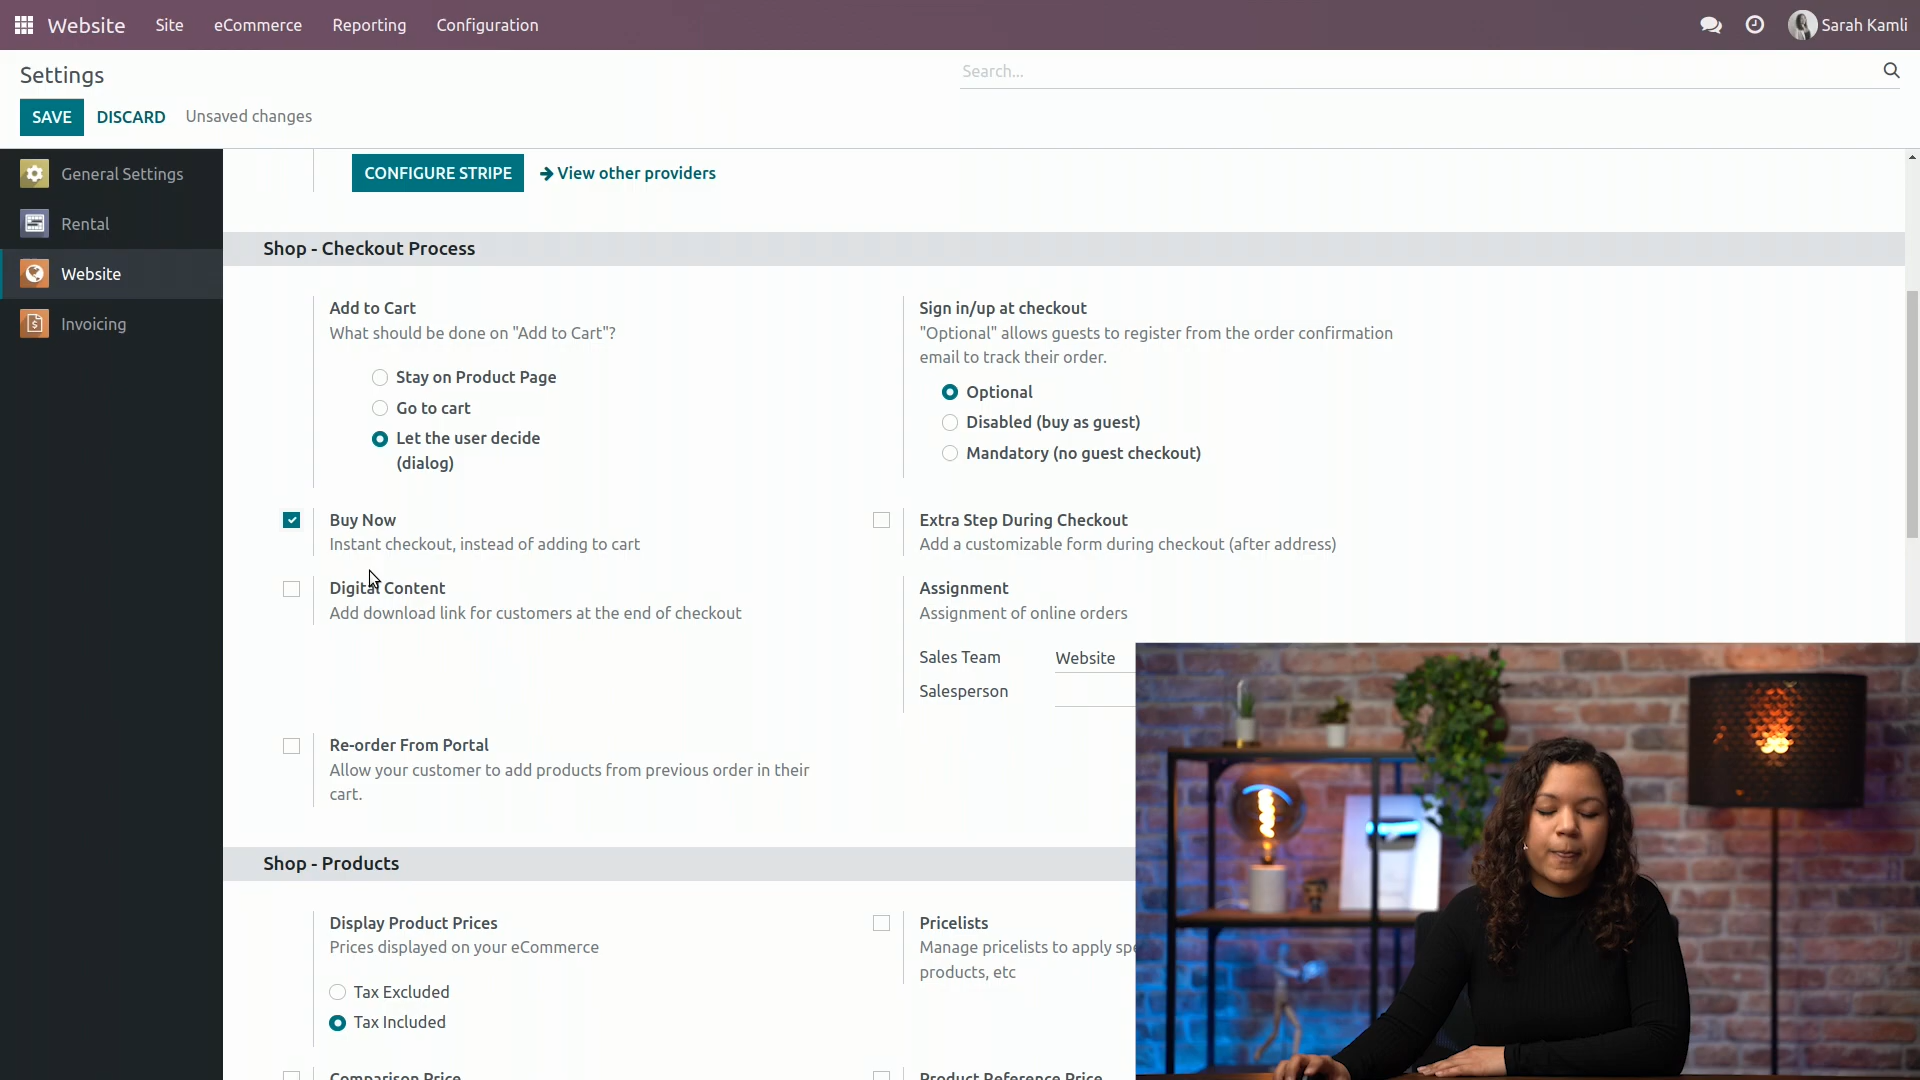 Website Site eCommerce Reporting Configuration Sarah Kamli
Settings
Search...
SAVE DISCARD Unsaved changes
General Settings
Rental
Website
Invoicing
CONFIGURE STRIPE View other providers
Shop - Checkout Process
Add to Cart
What should be done on "Add to Cart"?
Stay on Product Page
Go to cart
Let the user decide
(dialog)
Sign in/up at checkout
"Optional" allows guests to register from the order confirmation
email to track their order.
Optional
Disabled (buy as guest)
Mandatory (no guest checkout)
Buy Now
Instant checkout, instead of adding to cart
Extra Step During Checkout
Add a customizable form during checkout (after address)
Digital Content
Add download link for customers at the end of checkout
Assignment
Assignment of online orders
Sales Team Website
Salesperson
Re-order From Portal
Allow your customer to add products from previous order in their
cart.
Shop - Products
Display Product Prices
Prices displayed on your eCommerce
Tax Excluded
Tax Included
Pricelists
Manage pricelists to apply
products, etc
Comparison Price
Product Reference Price